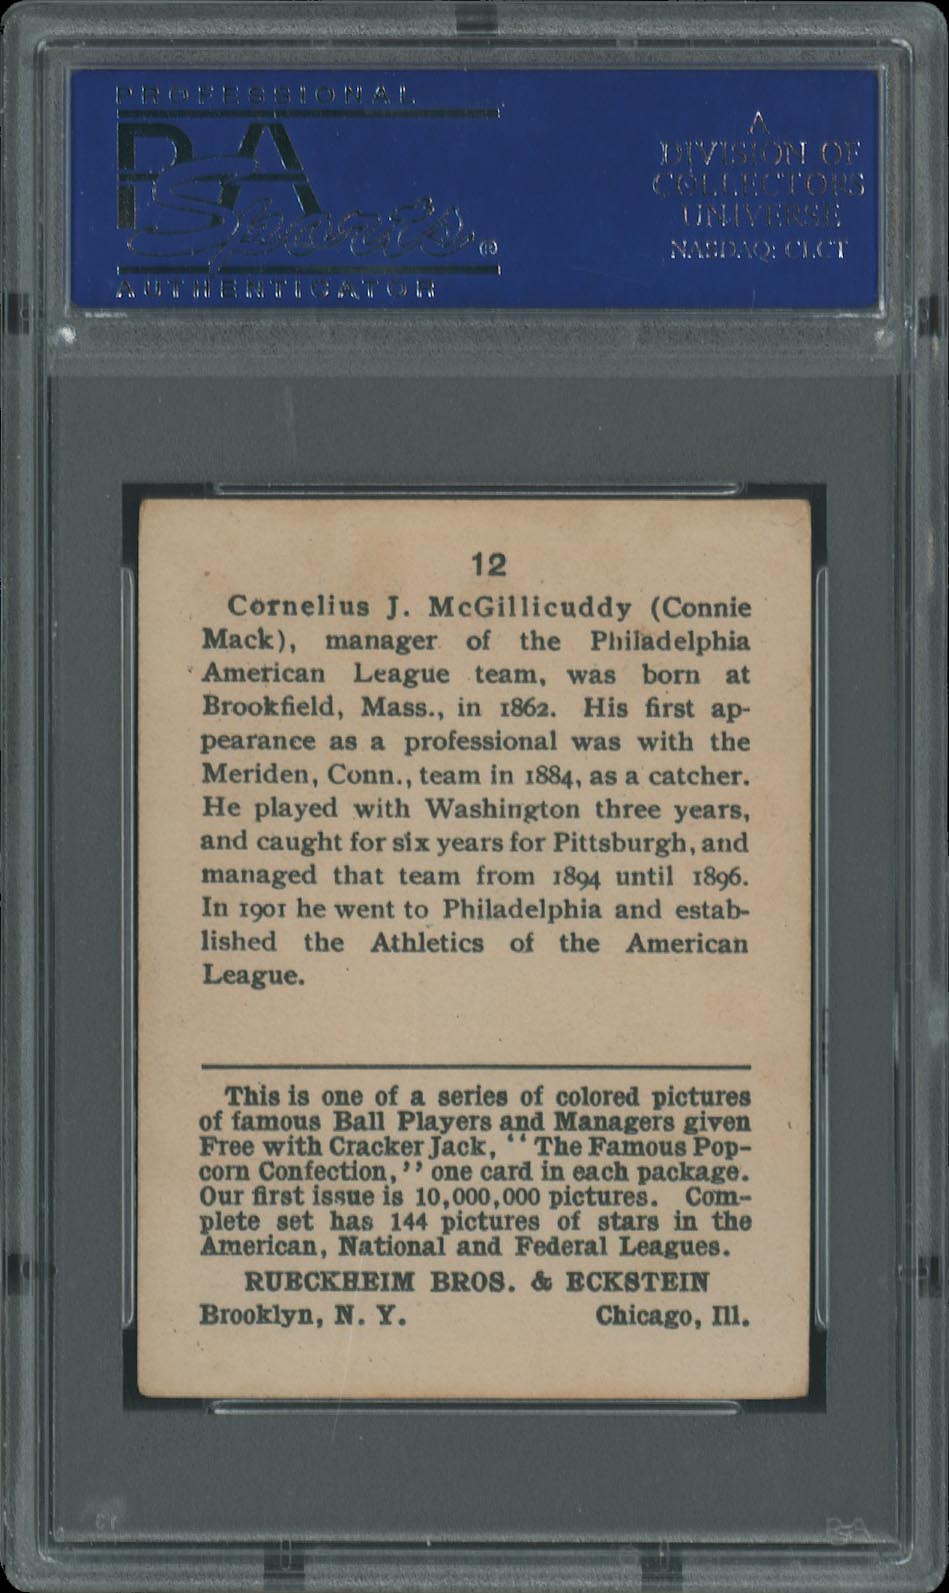 PROFESSIONAL
PSA
Sports®
AUTHENTICATOR
A
DIVISION OF
COLLECTORS
UNIVERSE
NASDAQ: CLCT
12
Cornelius J. McGillicuddy (Connie
Mack), manager of the Philadelphia
American League team, was born at
Brookfield, Mass., in 1862. His first ap-
pearance as a professional was with the
Meriden, Conn., team in 1884, as a catcher.
He played with Washington three years,
and caught for six years for Pittsburgh, and
managed that team from 1894 until 1896.
In 1901 he went to Philadelphia and estab-
lished the Athletics of the American
League.
This is one of a series of colored pictures
of famous Ball Players and Managers given
Free with Cracker Jack, “The Famous Pop-
corn Confection,” one card in each package.
Our first issue is 10,000,000 pictures. Com-
plete set has 144 pictures of stars in the
American, National and Federal Leagues.
RUECKHEIM BROS. & ECKSTEIN
Brooklyn, N. Y. Chicago, Ill.
PSA